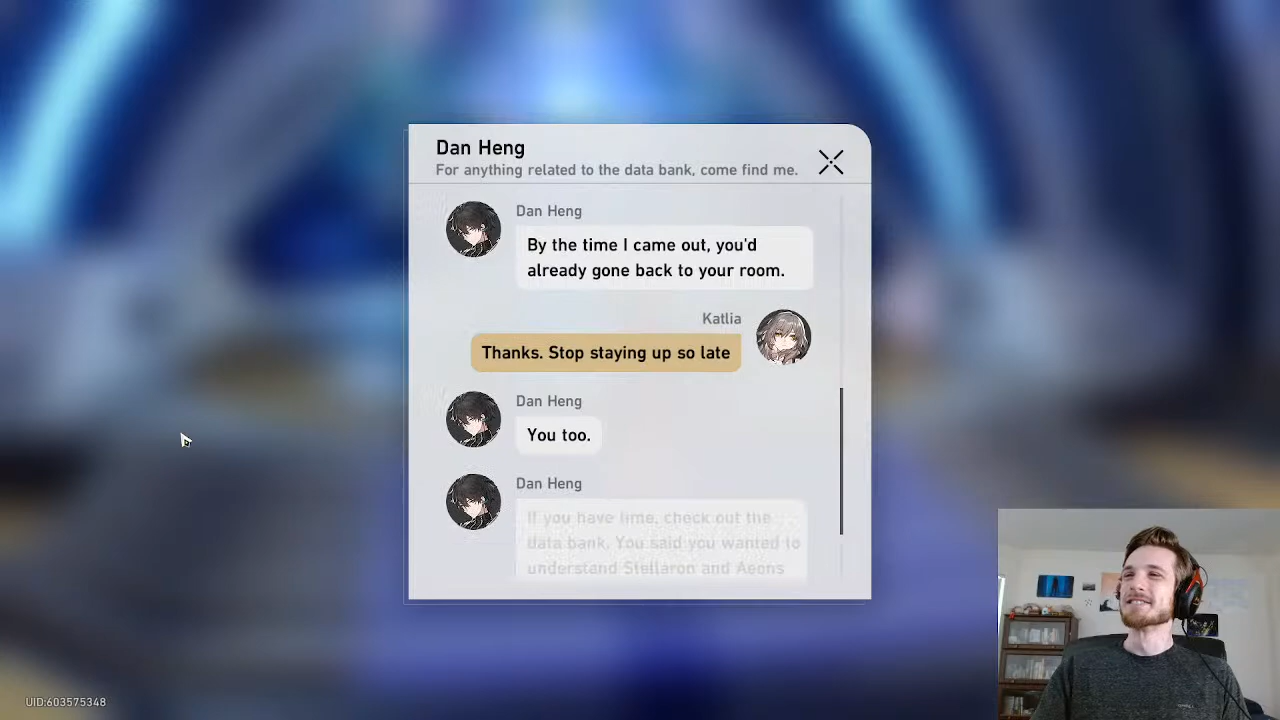 Dan Heng
For anything related to the data bank, come find me.
Dan Heng
By the time I came out, you'd
already gone back to your room.
Katlia
Thanks. Stop staying up so late
Dan Heng
You too.
Dan Heng
If you have time, check out the
data bank. You said you wanted to
understand Stellaron and Aeons
UID:603575348